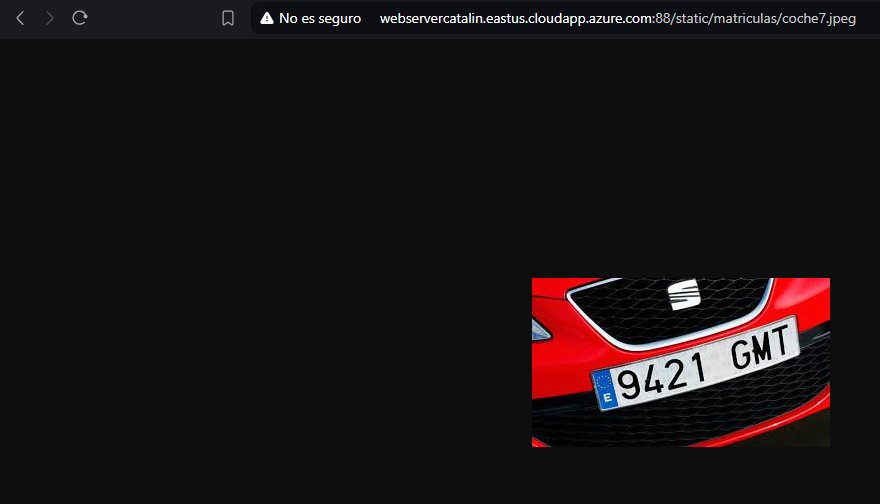 No es seguro webservercatalin.eastus.cloudapp.azure.com:88/static/matriculas/coche7.jpeg
9421 GMT
E